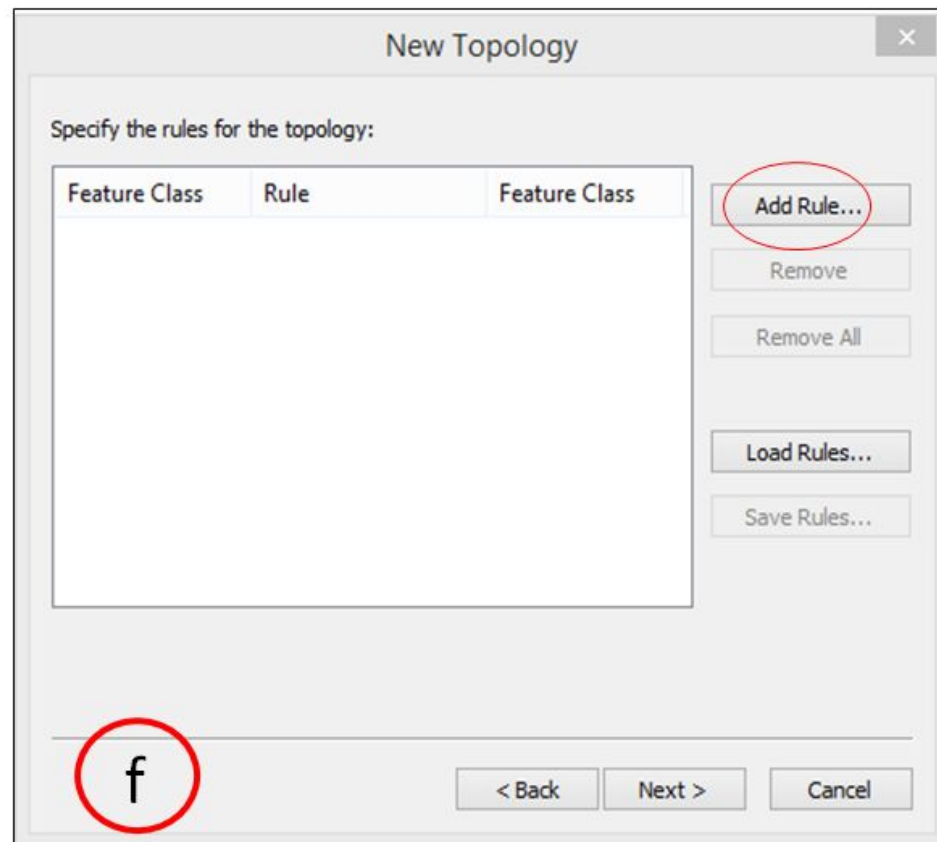 New Topology
×
Specify the rules for the topology:
Feature Class Rule Feature Class
Add Rule...
Remove
Remove All
Load Rules...
Save Rules...
f
< Back Next > Cancel